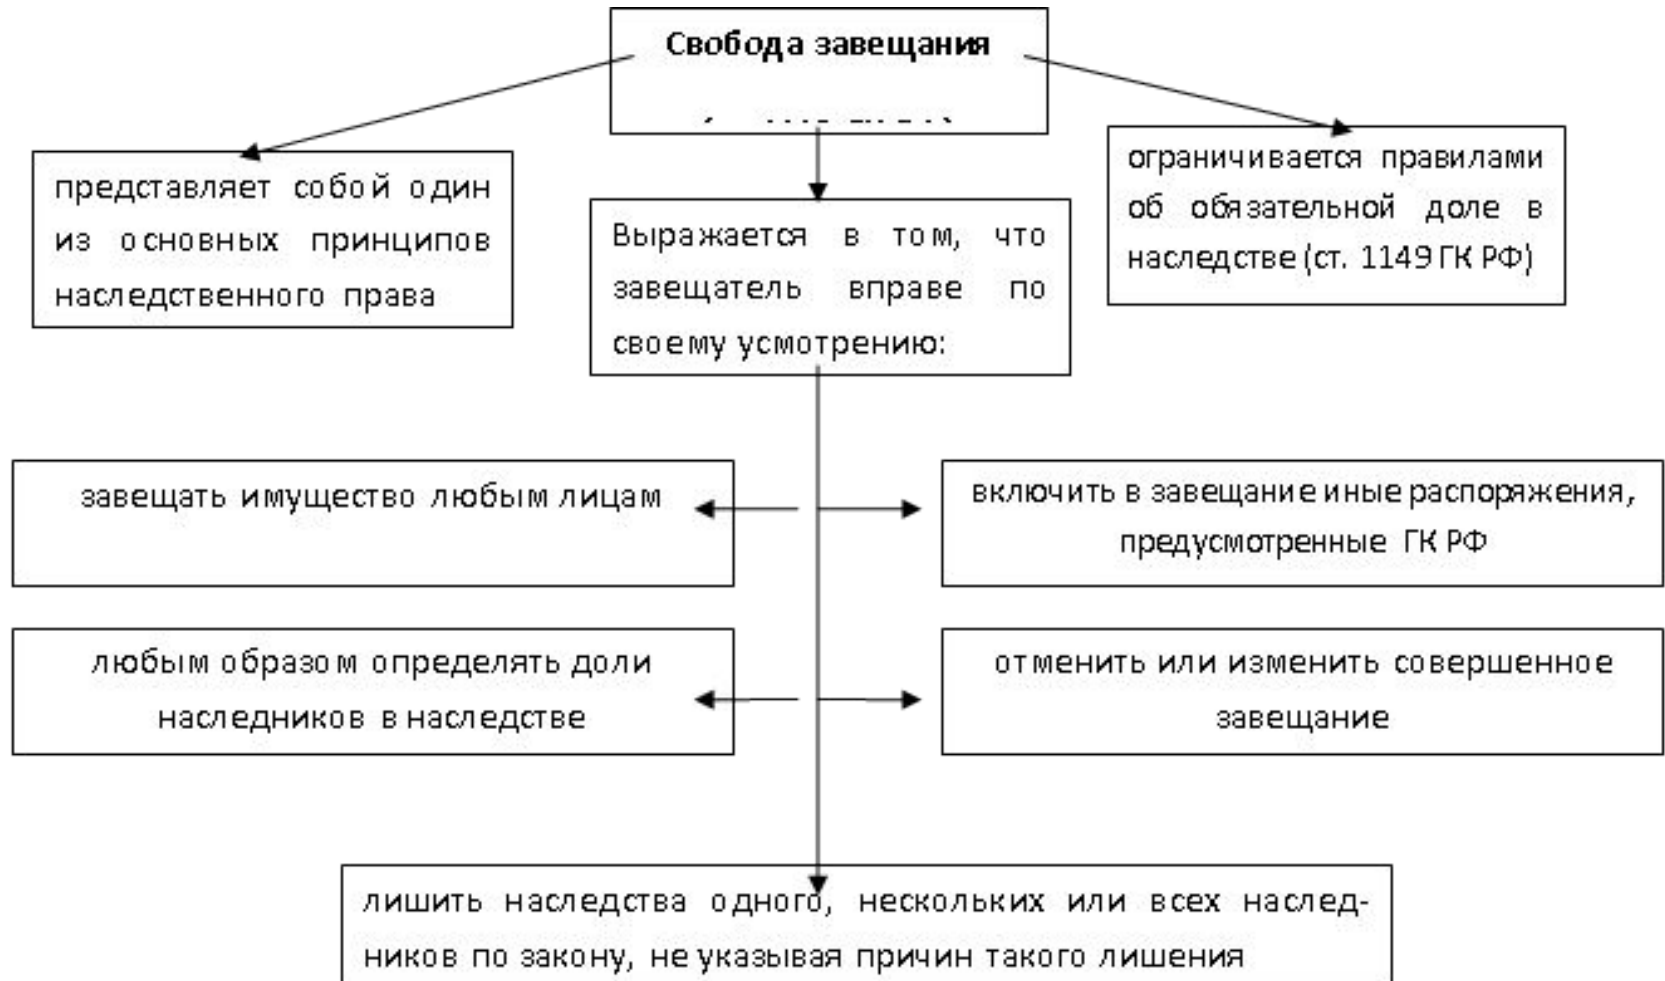 Свобода завещания
представляет собой один
из основных принципов
наследственного права
Выражается в том, что
завещатель вправе по
своему усмотрению:
ограничивается правилами
об обязательной доле в
наследстве (ст. 1149 ГК РФ)
завещать имущество любым лицам
включить в завещание иные распоряжения,
предусмотренные ГК РФ
любым образом определять доли
наследников в наследстве
отменить или изменить совершенное
завещание
лишить наследства одного, нескольких или всех наслед-
ников по закону, не указывая причин такого лишения